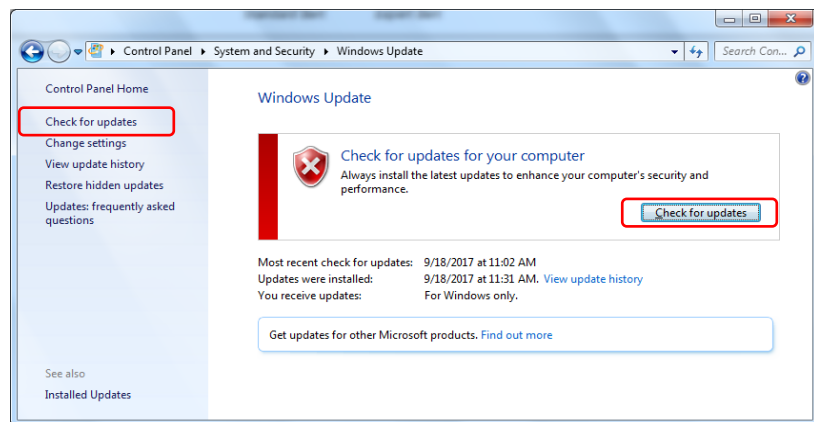 Control Panel ▸ System and Security ▸ Windows Update
Search Con...
Control Panel Home
Check for updates
Change settings
View update history
Restore hidden updates
Updates: frequently asked
questions
See also
Installed Updates
Windows Update
Check for updates for your computer
Always install the latest updates to enhance your computer's security and
performance.
Check for updates
Most recent check for updates: 9/18/2017 at 11:02 AM
Updates were installed: 9/18/2017 at 11:31 AM. View update history
You receive updates: For Windows only.
Get updates for other Microsoft products. Find out more